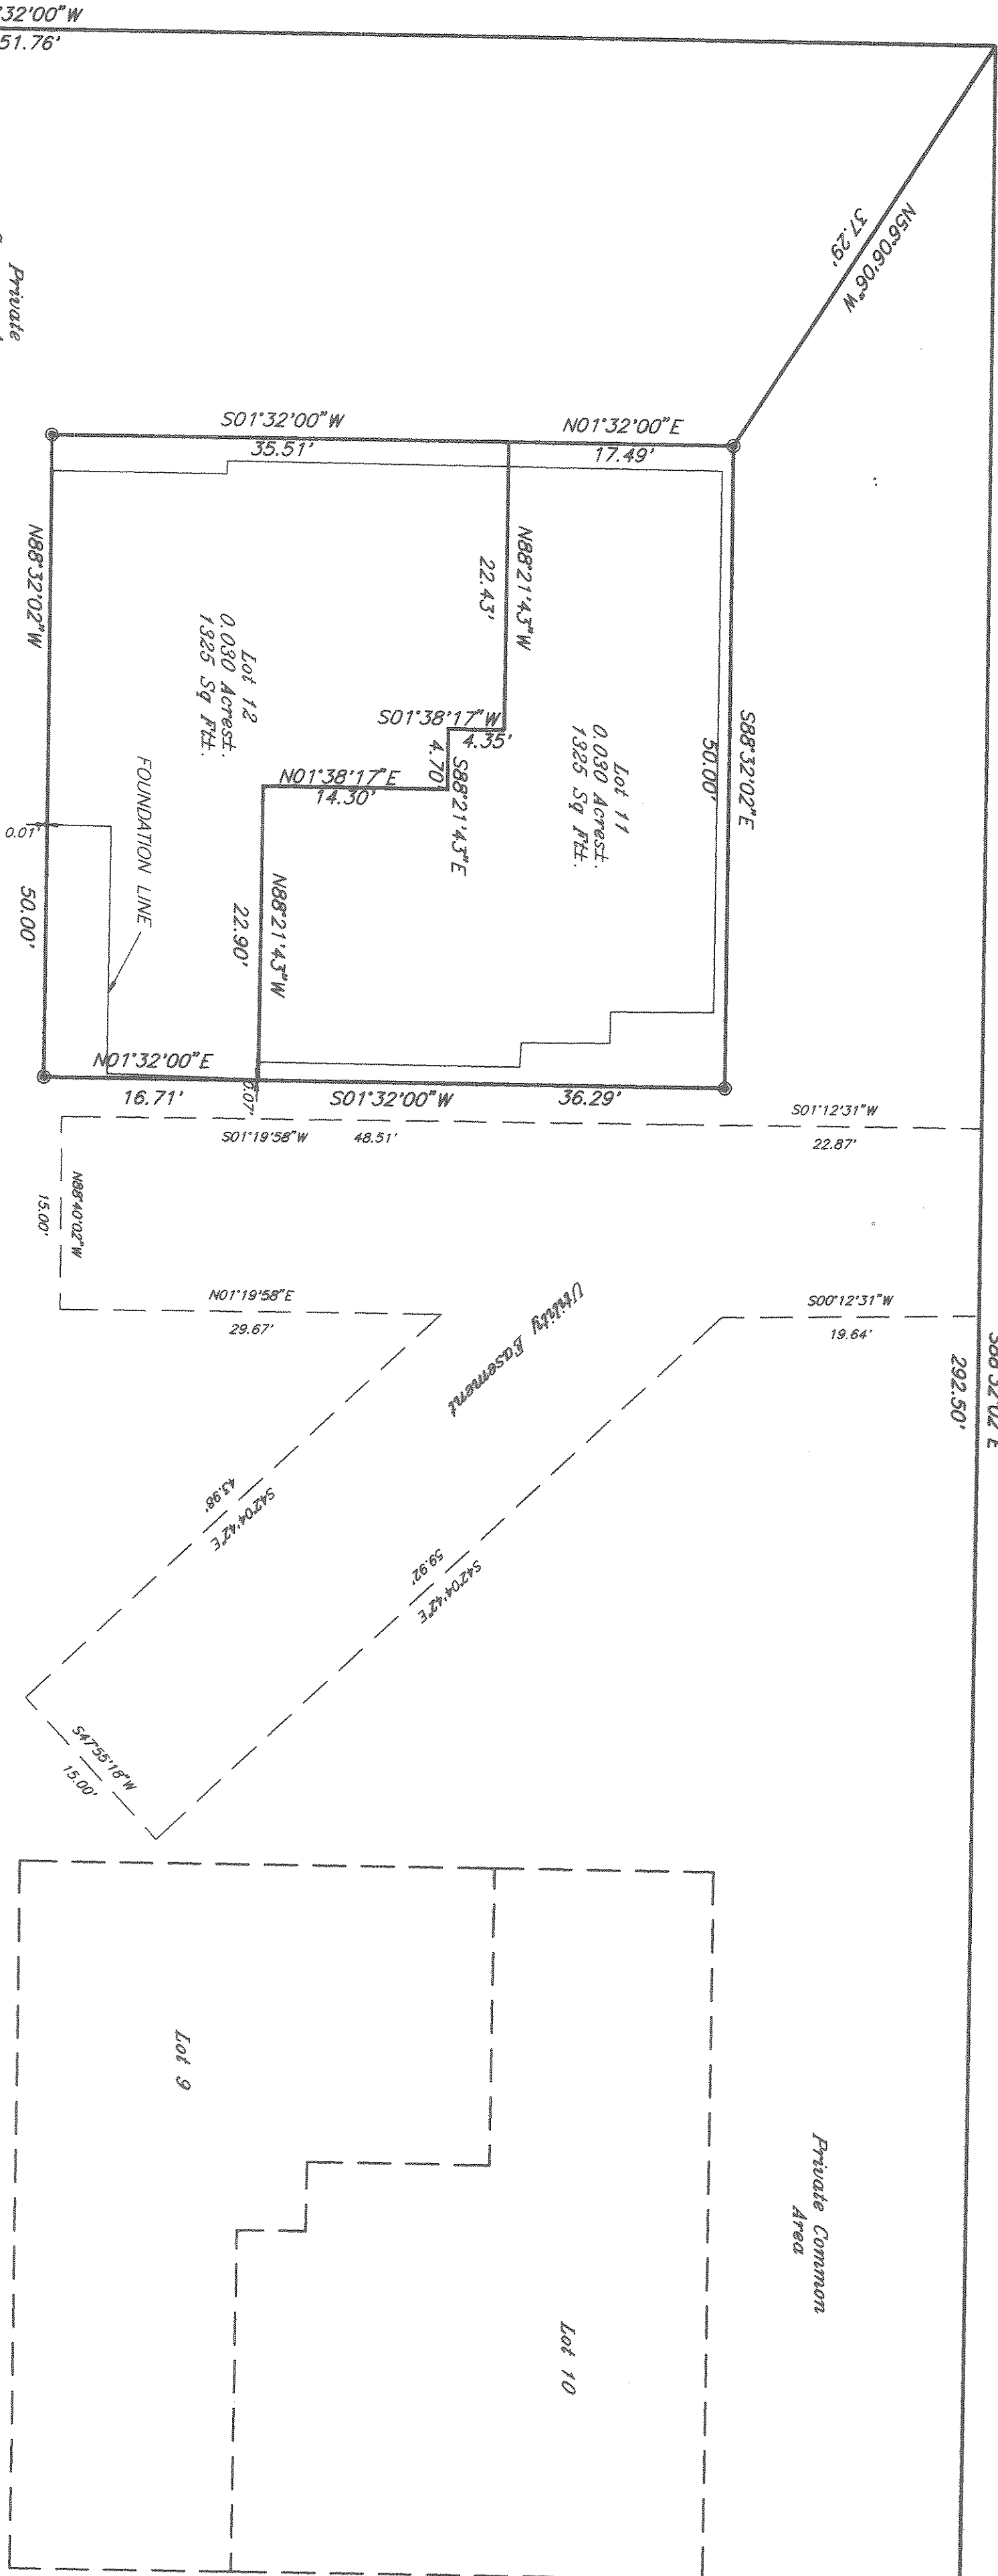 '32'00"W
51.76'
N56°06'06"W
37.29'
Private
S01°32'00"W
35.51'
N01°32'00"E
17.49'
N88°32'02"W
50.00'
0.01'
N88°21'43"W
22.43'
S88°32'02"E
50.00'
Lot 12
0.030 Acres±.
1325 Sq Ft±.
S01°38'17"W
4.35'
S88°21'43"E
4.70'
Lot 11
0.030 Acres±.
1325 Sq Ft±.
N01°38'17"E
14.30'
FOUNDATION LINE
N88°21'43"W
22.90'
N01°32'00"E
16.71'
0.07'
S01°32'00"W
36.29'
S01°19'58"W
48.51'
S01°12'31"W
22.87'
N88°40'02"W
15.00'
N01°19'58"E
29.67'
Utility Easement
S00°12'31"W
19.64'
S88°32'02"E
292.50'
S42°04'42"E
43.98'
S42°04'42"E
59.92'
S47°55'18"W
15.00'
Lot 9
Private Common
Area
Lot 10